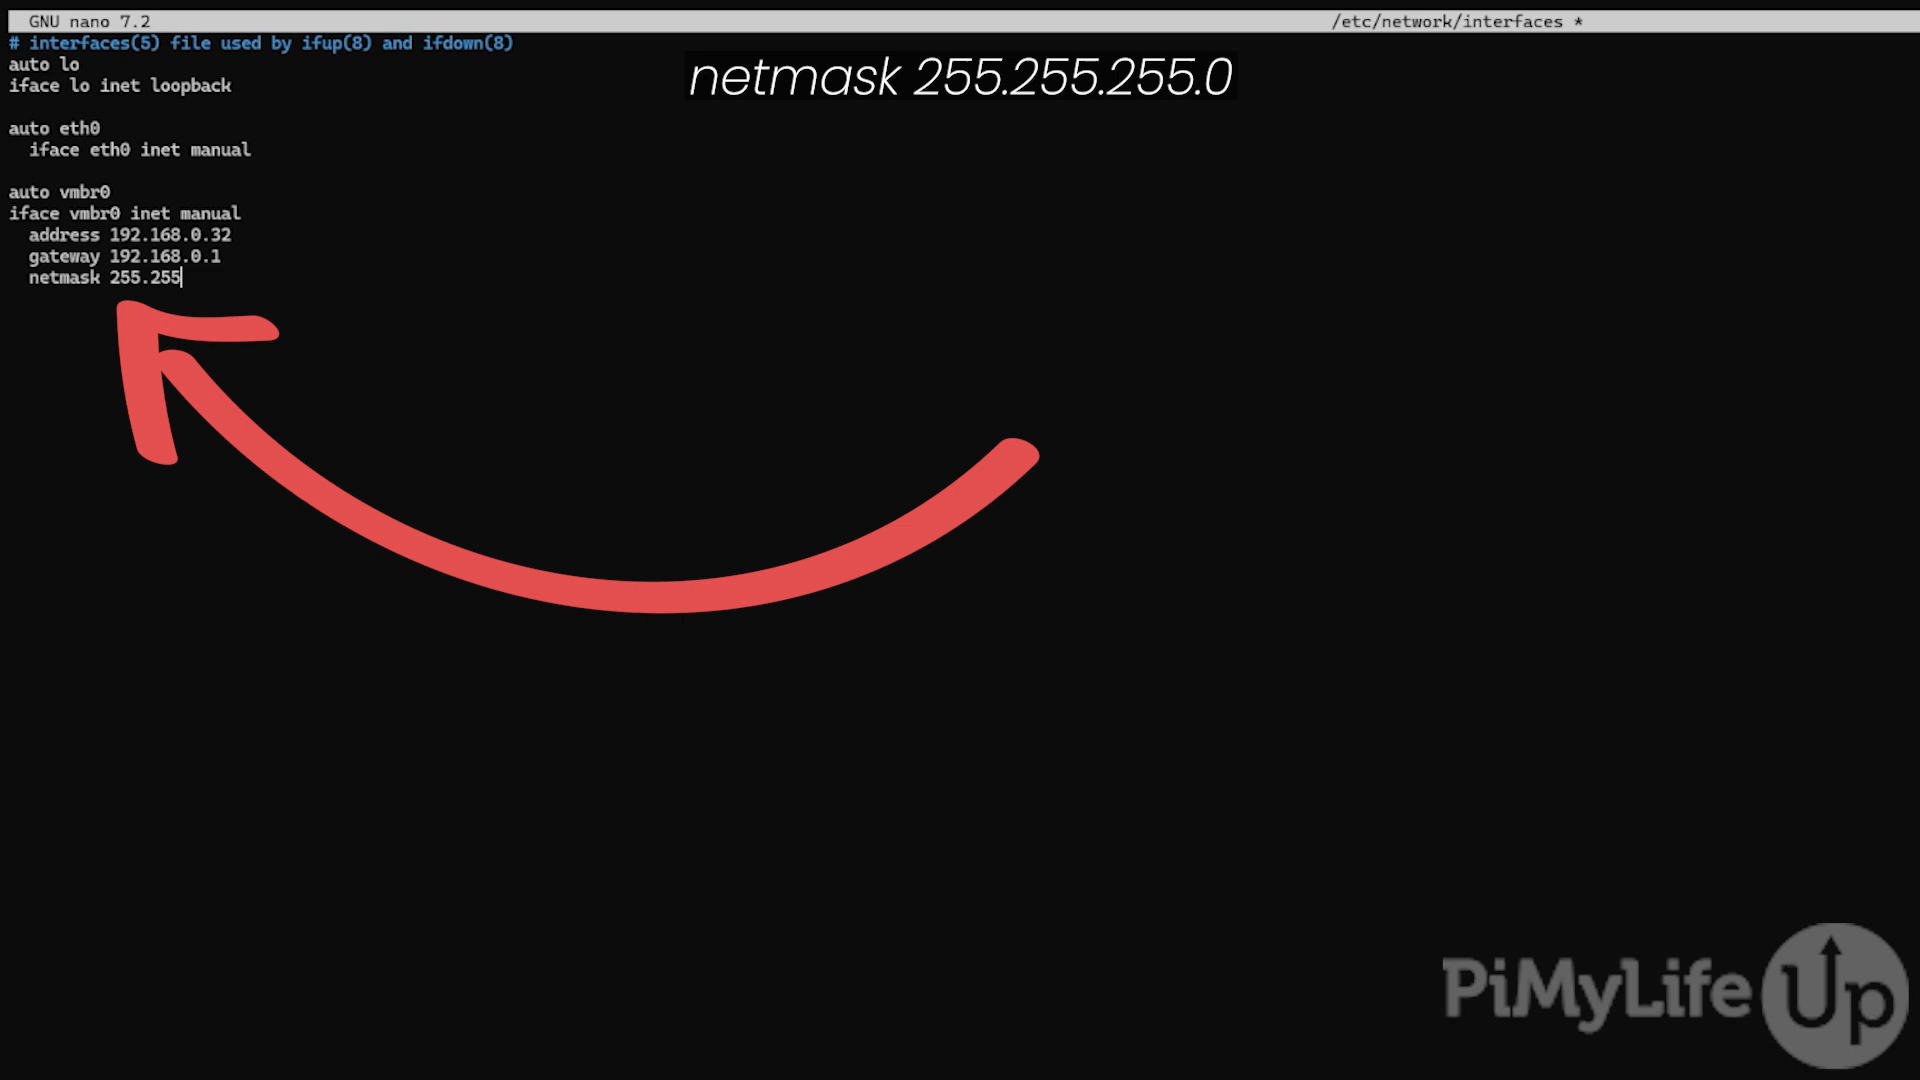 GNU nano 7.2 /etc/network/interfaces *
# interfaces(5) file used by ifup(8) and ifdown(8)
auto lo
iface lo inet loopback
auto eth0
iface eth0 inet manual
auto vmbr0
iface vmbr0 inet manual
address 192.168.0.32
gateway 192.168.0.1
netmask 255.255
netmask 255.255.255.0
PiMyLifeUp